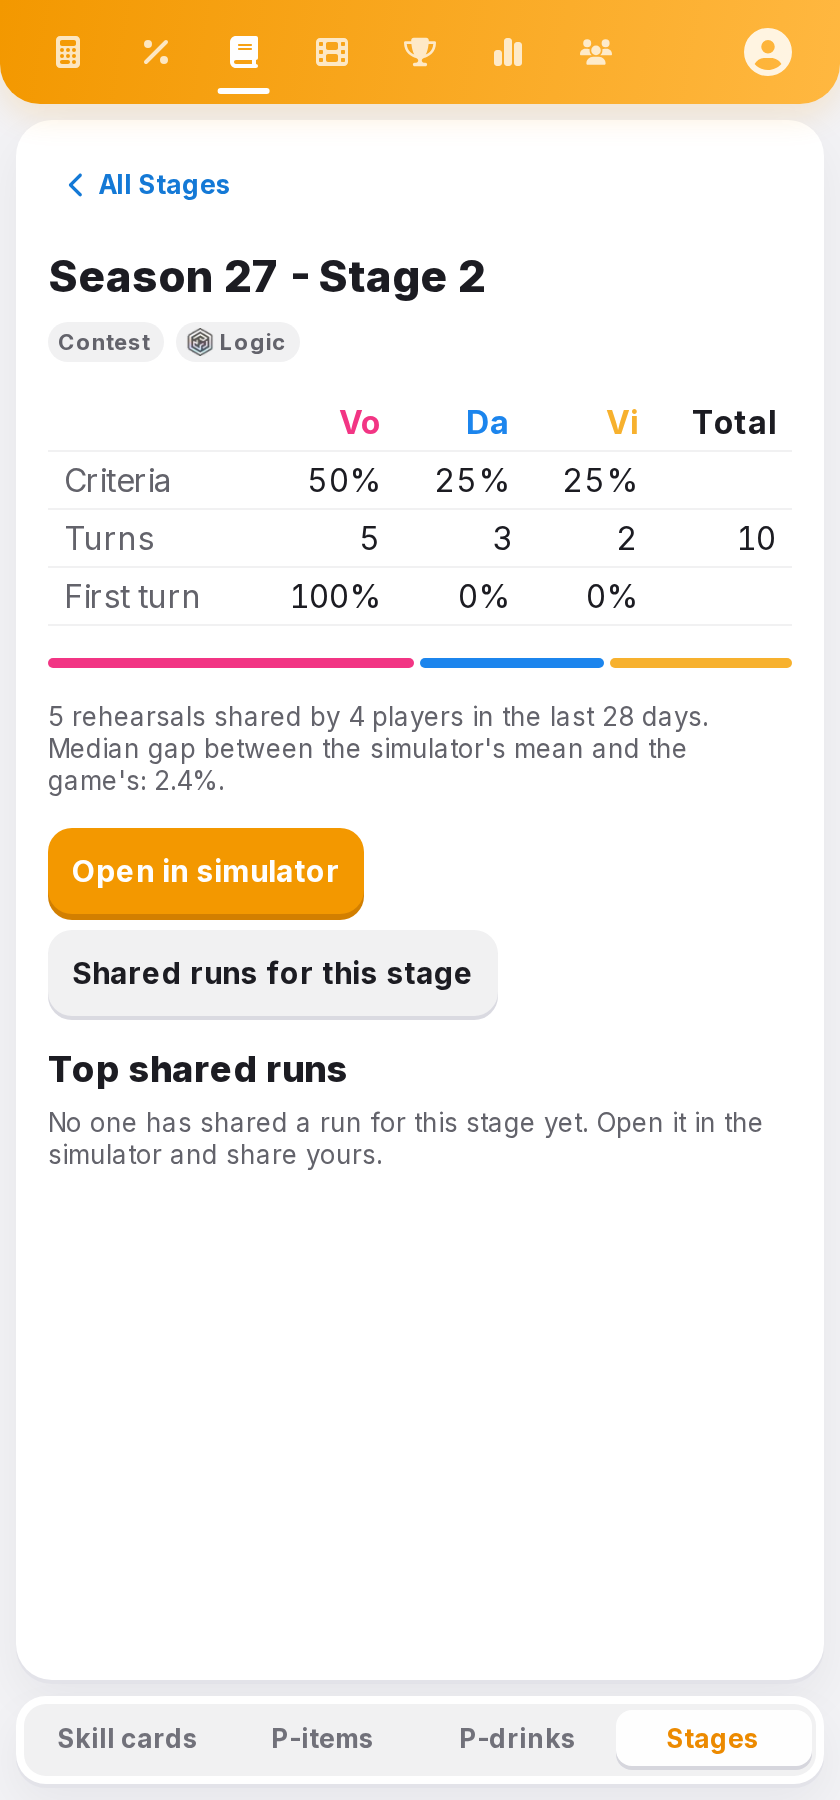 All Stages
Season 27 - Stage 2
Contest Logic
Vo Da Vi Total
Criteria 50% 25% 25%
Turns 5 3 2 10
First turn 100% 0% 0%
5 rehearsals shared by 4 players in the last 28 days.
Median gap between the simulator's mean and the
game's: 2.4%.
Open in simulator
Shared runs for this stage
Top shared runs
No one has shared a run for this stage yet. Open it in the
simulator and share yours.
Skill cards P-items P-drinks Stages